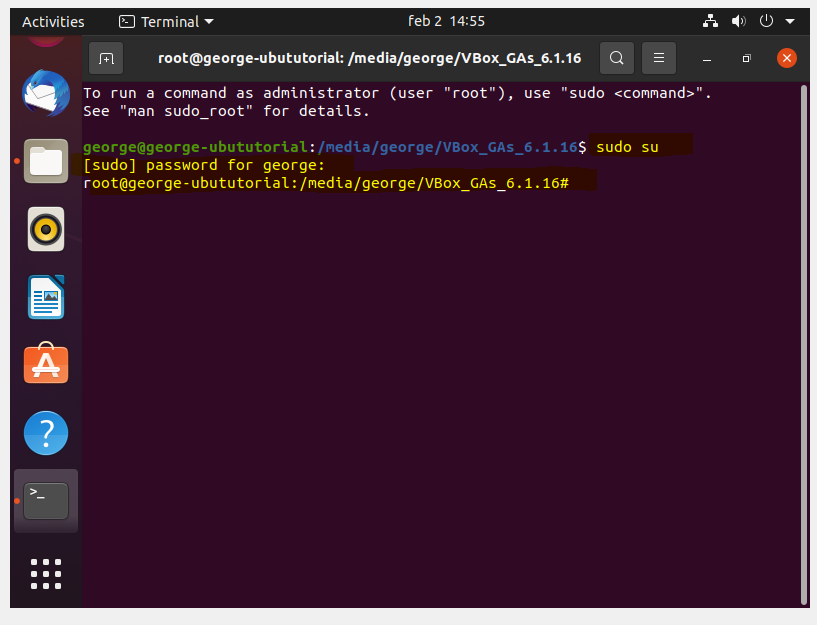 Activities
Terminal
feb 2 14:55
root@george-ubututorial: /media/george/VBox_GAs_6.1.16
To run a command as administrator (user "root"), use "sudo <command>".
See "man sudo_root" for details.
george@george-ubututorial:/media/george/VBox_GAs_6.1.16$ sudo su
[sudo] password for george:
root@george-ubututorial:/media/george/VBox_GAs_6.1.16#